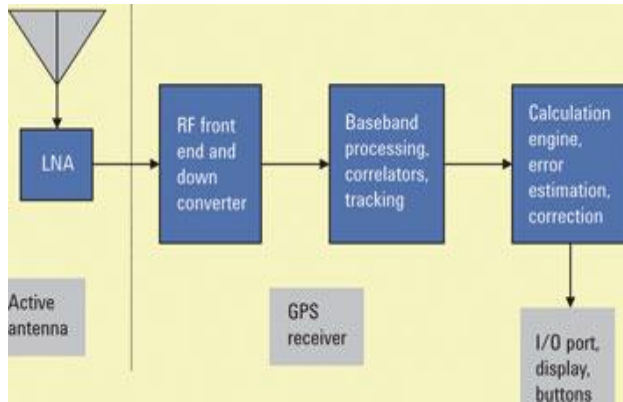 LNA
RF front
end and
down
converter
Baseband
processing,
correlators,
tracking
Calculation
engine,
error
estimation,
correction
Active
antenna
GPS
receiver
I/O port,
display,
buttons